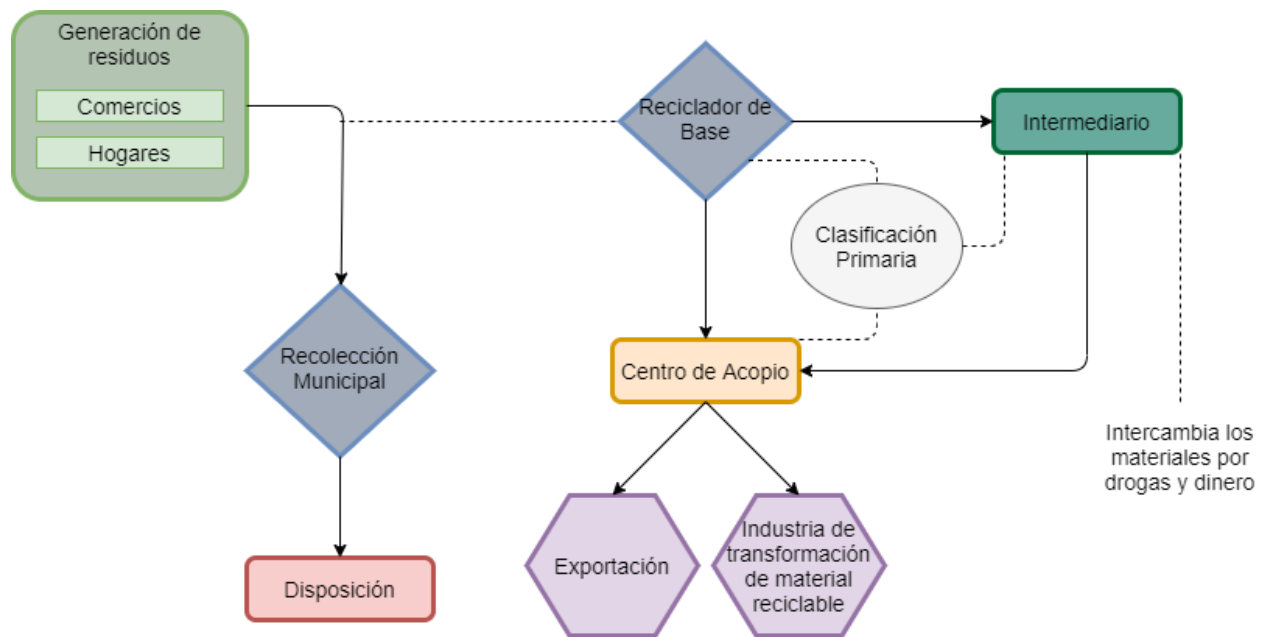 Generación de
residuos
Comercios
Hogares
Reciclador de
Base
Intermediario
Clasificación
Primaria
Recolección
Municipal
Centro de Acopio
Intercambia los
materiales por
drogas y dinero
Disposición
Exportación
Industria de
transformación
de material
reciclable